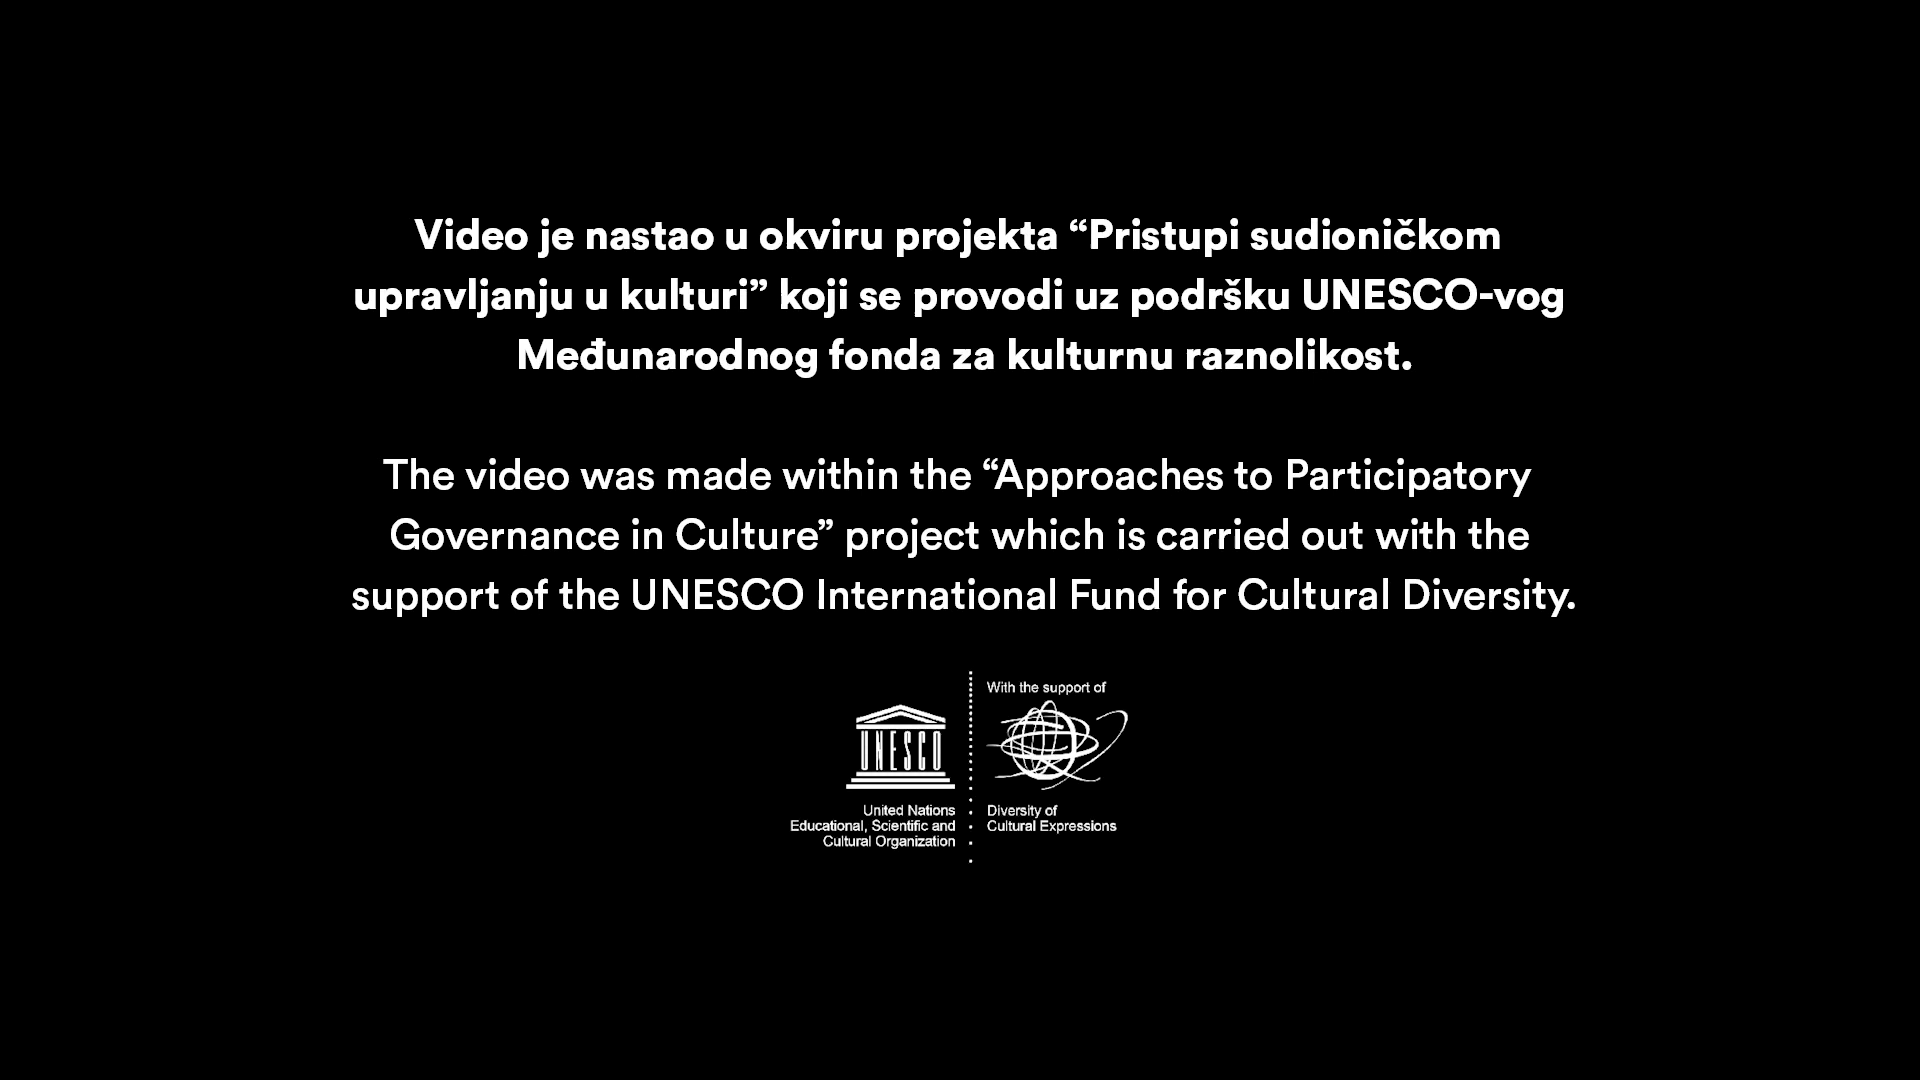 Video je nastao u okviru projekta “Pristupi sudioničkom
upravljanju u kulturi” koji se provodi uz podršku UNESCO-vog
Međunarodnog fonda za kulturnu raznolikost.
The video was made within the “Approaches to Participatory
Governance in Culture” project which is carried out with the
support of the UNESCO International Fund for Cultural Diversity.
UNESCO
United Nations
Educational, Scientific and
Cultural Organization
With the support of
Diversity of
Cultural Expressions